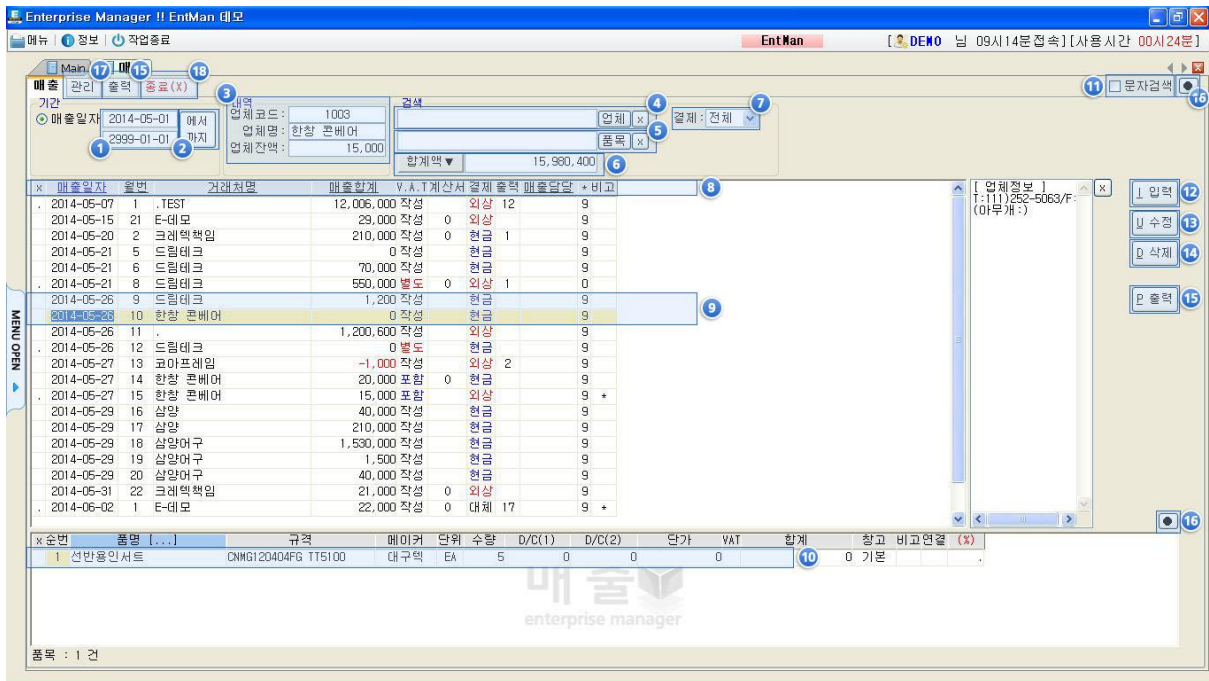 Enterprise Manager !! EntMan 데모
메뉴 정보 작업종료 EntMan [ DEMO 님 09시14분접속][사용시간 00시24분]
Main 17 매 15 18
매 출 관리 출력 종료(X) 11 문자검색 16
기간 3 내역 검색
매출일자 2014-05-01 에서 업체코드: 1003 업체 x 4 결제: 전체 7
2999-01-01 까지 업체명: 한창 콘베어 품목 x 5
1 2 업체잔액: 15,000
합계액▼ 15,980,400 6
x 매출일자 월번 거래처명 매출합계 V.A.T 계산서 결제 출력 매출담당 + 비고 8
. 2014-05-07 1 .TEST 12,006,000 작성 외상 12 9
2014-05-15 21 E-데모 29,000 작성 0 외상 9
2014-05-20 2 크레텍책임 210,000 작성 0 현금 1 9
2014-05-21 5 드림테크 0 작성 현금 9
2014-05-21 6 드림테크 70,000 작성 현금 9
. 2014-05-21 8 드림테크 550,000 별도 0 외상 1 0
2014-05-26 9 드림테크 1,200 작성 현금 9
2014-05-26 10 한창 콘베어 0 작성 현금 9 9
2014-05-26 11 . 1,200,600 작성 외상 9
. 2014-05-26 12 드림테크 0 별도 현금 9
2014-05-27 13 코아프레임 -1,000 작성 외상 2 9
2014-05-27 14 한창 콘베어 20,000 포함 0 현금 9
. 2014-05-27 15 한창 콘베어 15,000 포함 외상 9 *
2014-05-29 16 삼양 40,000 작성 현금 9
2014-05-29 17 삼양 210,000 작성 현금 9
2014-05-29 18 삼양어구 1,530,000 작성 현금 9
2014-05-29 19 삼양어구 1,500 작성 현금 9
2014-05-29 20 삼양어구 40,000 작성 현금 9
2014-05-31 22 크레텍책임 21,000 작성 0 외상 9
. 2014-06-02 1 E-데모 22,000 작성 0 대체 17 9 *
[ 업체정보 ] x
T:111)252-5063/F:
(아무개:)
I 입력 12
U 수정 13
D 삭제 14
P 출력 15
MENU OPEN
16
x 순번 품명 [...] 규격 메이커 단위 수량 D/C(1) D/C(2) 단가 VAT 합계 창고 비고 연결 (%)
1 선반용인서트 CNMG120404FG TT5100 대구텍 EA 5 0 0 0 10 0 기본 .
매출
enterprise manager
품목 : 1 건